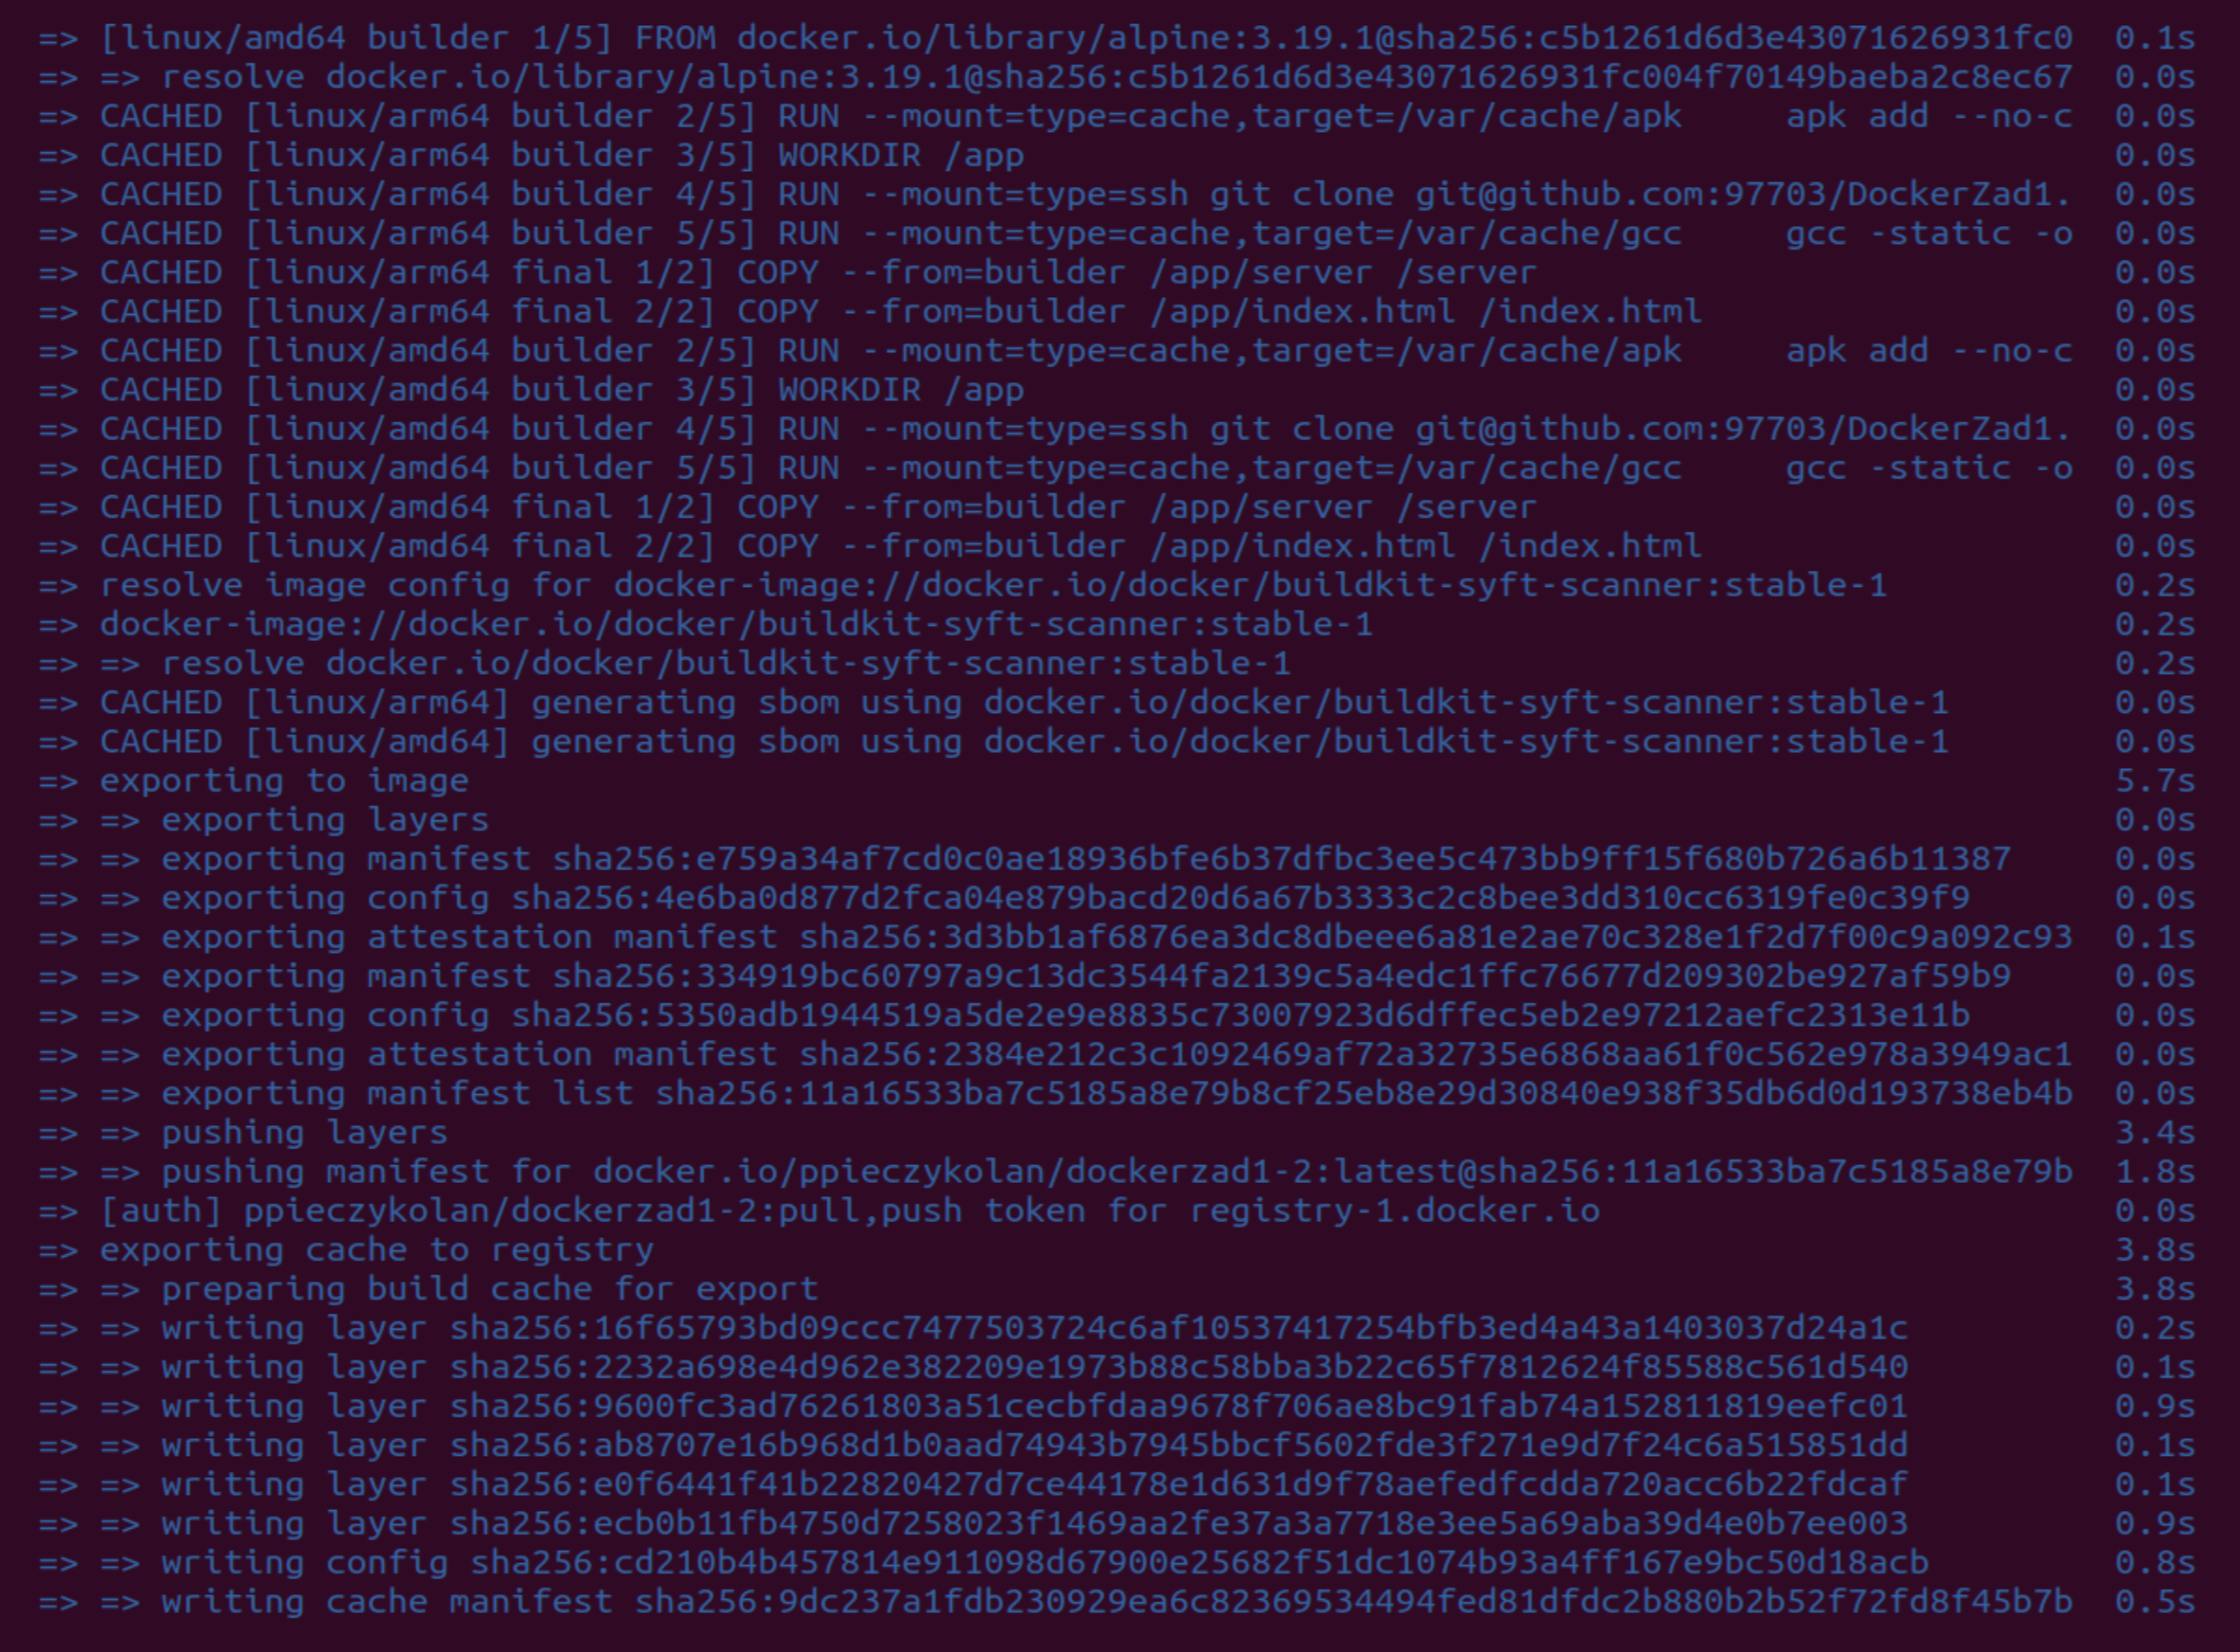 => [linux/amd64 builder 1/5] FROM docker.io/library/alpine:3.19.1@sha256:c5b1261d6d3e43071626931fc0 0.1s
=> => resolve docker.io/library/alpine:3.19.1@sha256:c5b1261d6d3e43071626931fc004f70149baeba2c8ec67 0.0s
=> CACHED [linux/arm64 builder 2/5] RUN --mount=type=cache,target=/var/cache/apk     apk add --no-c 0.0s
=> CACHED [linux/arm64 builder 3/5] WORKDIR /app 0.0s
=> CACHED [linux/arm64 builder 4/5] RUN --mount=type=ssh git clone git@github.com:97703/DockerZad1. 0.0s
=> CACHED [linux/arm64 builder 5/5] RUN --mount=type=cache,target=/var/cache/gcc     gcc -static -o 0.0s
=> CACHED [linux/arm64 final 1/2] COPY --from=builder /app/server /server 0.0s
=> CACHED [linux/arm64 final 2/2] COPY --from=builder /app/index.html /index.html 0.0s
=> CACHED [linux/amd64 builder 2/5] RUN --mount=type=cache,target=/var/cache/apk     apk add --no-c 0.0s
=> CACHED [linux/amd64 builder 3/5] WORKDIR /app 0.0s
=> CACHED [linux/amd64 builder 4/5] RUN --mount=type=ssh git clone git@github.com:97703/DockerZad1. 0.0s
=> CACHED [linux/amd64 builder 5/5] RUN --mount=type=cache,target=/var/cache/gcc     gcc -static -o 0.0s
=> CACHED [linux/amd64 final 1/2] COPY --from=builder /app/server /server 0.0s
=> CACHED [linux/amd64 final 2/2] COPY --from=builder /app/index.html /index.html 0.0s
=> resolve image config for docker-image://docker.io/docker/buildkit-syft-scanner:stable-1 0.2s
=> docker-image://docker.io/docker/buildkit-syft-scanner:stable-1 0.2s
=> => resolve docker.io/docker/buildkit-syft-scanner:stable-1 0.2s
=> CACHED [linux/arm64] generating sbom using docker.io/docker/buildkit-syft-scanner:stable-1 0.0s
=> CACHED [linux/amd64] generating sbom using docker.io/docker/buildkit-syft-scanner:stable-1 0.0s
=> exporting to image 5.7s
=> => exporting layers 0.0s
=> => exporting manifest sha256:e759a34af7cd0c0ae18936bfe6b37dfbc3ee5c473bb9ff15f680b726a6b11387 0.0s
=> => exporting config sha256:4e6ba0d877d2fca04e879bacd20d6a67b3333c2c8bee3dd310cc6319fe0c39f9 0.0s
=> => exporting attestation manifest sha256:3d3bb1af6876ea3dc8dbeee6a81e2ae70c328e1f2d7f00c9a092c93 0.1s
=> => exporting manifest sha256:334919bc60797a9c13dc3544fa2139c5a4edc1ffc76677d209302be927af59b9 0.0s
=> => exporting config sha256:5350adb1944519a5de2e9e8835c73007923d6dffec5eb2e97212aefc2313e11b 0.0s
=> => exporting attestation manifest sha256:2384e212c3c1092469af72a32735e6868aa61f0c562e978a3949ac1 0.0s
=> => exporting manifest list sha256:11a16533ba7c5185a8e79b8cf25eb8e29d30840e938f35db6d0d193738eb4b 0.0s
=> => pushing layers 3.4s
=> => pushing manifest for docker.io/ppieczykolan/dockerzad1-2:latest@sha256:11a16533ba7c5185a8e79b 1.8s
=> [auth] ppieczykolan/dockerzad1-2:pull,push token for registry-1.docker.io 0.0s
=> exporting cache to registry 3.8s
=> => preparing build cache for export 3.8s
=> => writing layer sha256:16f65793bd09ccc7477503724c6af10537417254bfb3ed4a43a1403037d24a1c 0.2s
=> => writing layer sha256:2232a698e4d962e382209e1973b88c58bba3b22c65f7812624f85588c561d540 0.1s
=> => writing layer sha256:9600fc3ad76261803a51cecbfdaa9678f706ae8bc91fab74a152811819eefc01 0.9s
=> => writing layer sha256:ab8707e16b968d1b0aad74943b7945bbcf5602fde3f271e9d7f24c6a515851dd 0.1s
=> => writing layer sha256:e0f6441f41b22820427d7ce44178e1d631d9f78aefedfcdda720acc6b22fdcaf 0.1s
=> => writing layer sha256:ecb0b11fb4750d7258023f1469aa2fe37a3a7718e3ee5a69aba39d4e0b7ee003 0.9s
=> => writing config sha256:cd210b4b457814e911098d67900e25682f51dc1074b93a4ff167e9bc50d18acb 0.8s
=> => writing cache manifest sha256:9dc237a1fdb230929ea6c82369534494fed81dfdc2b880b2b52f72fd8f45b7b 0.5s